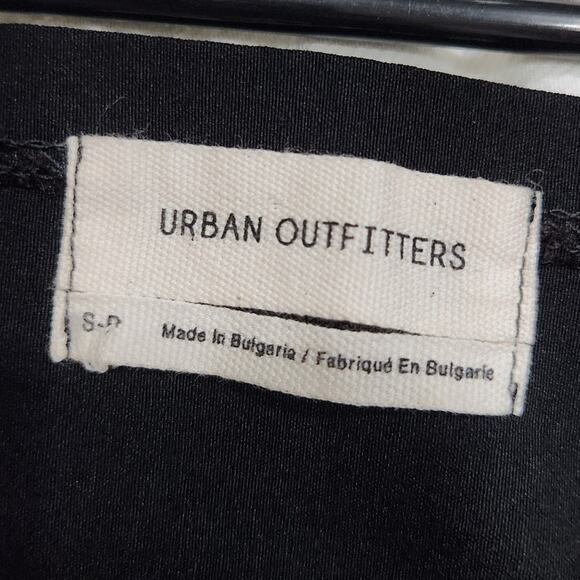 URBAN OUTFITTERS
S-P Made In Bulgaria / Fabriqué En Bulgarie